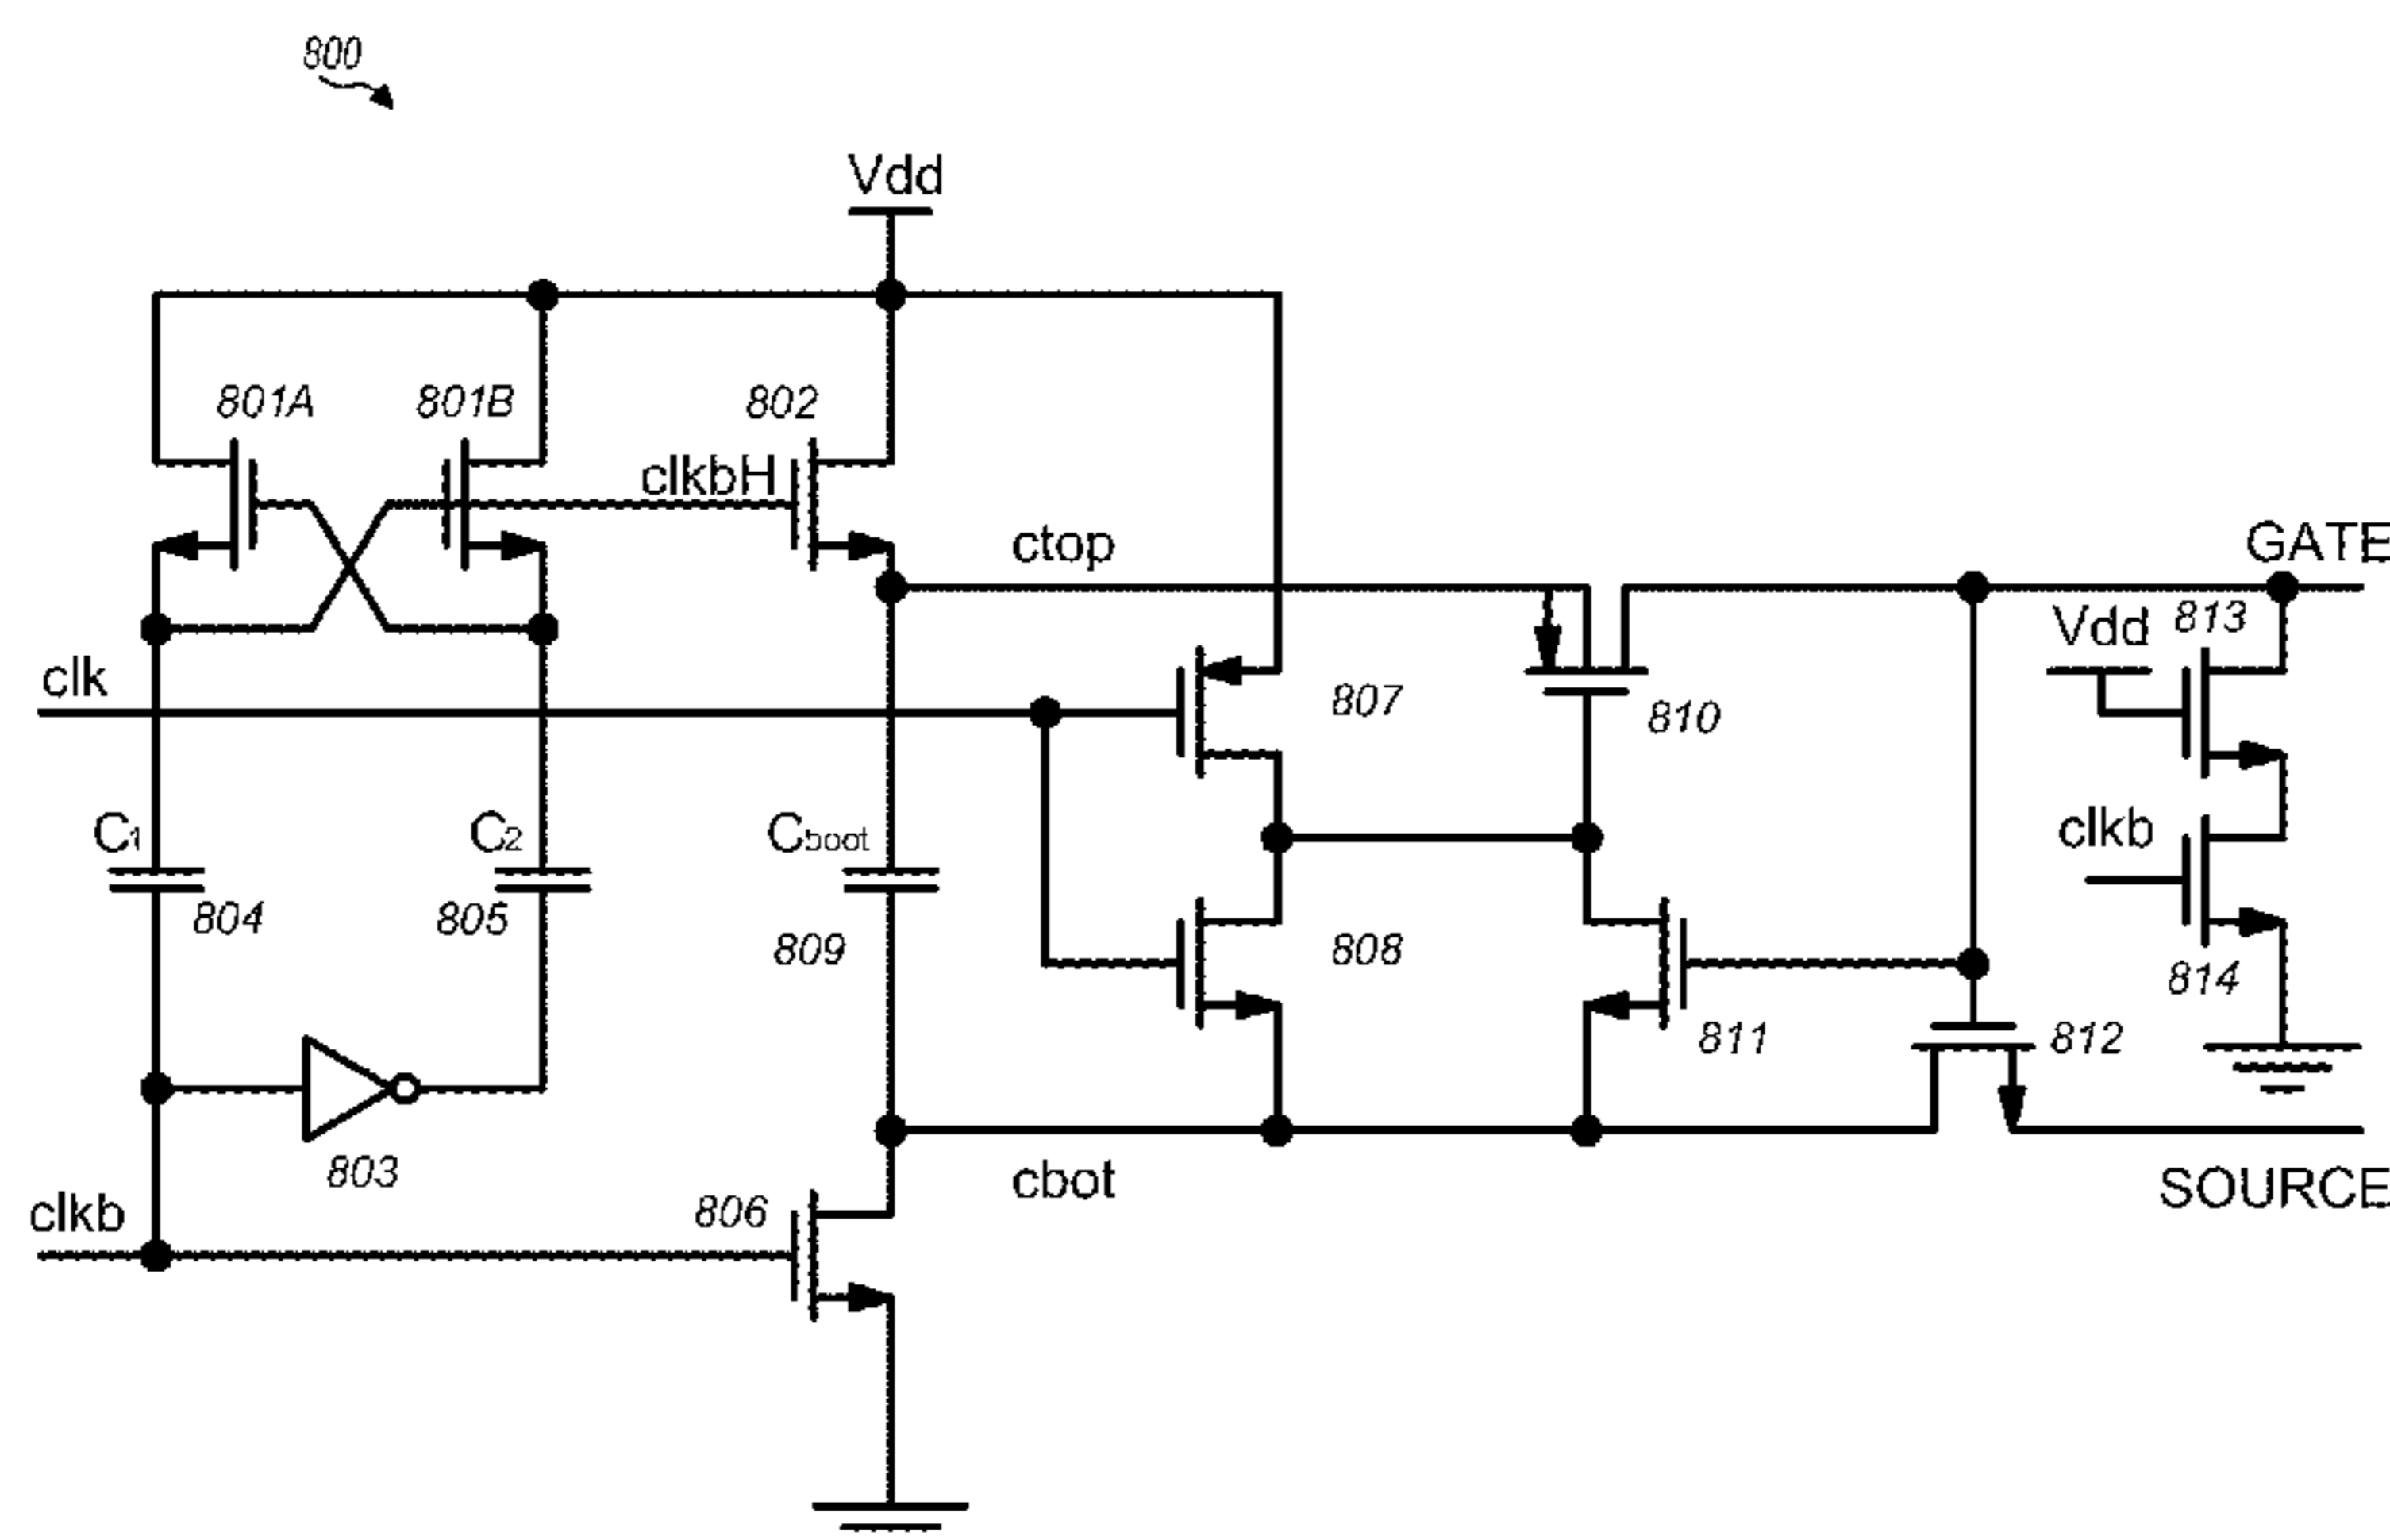 800
Vdd
801A
801B
802
clkbH
ctop
GATE
Vdd
813
clk
807
810
C1
C2
Cboot
clkb
804
805
809
808
814
811
812
803
cbot
SOURCE
clkb
806